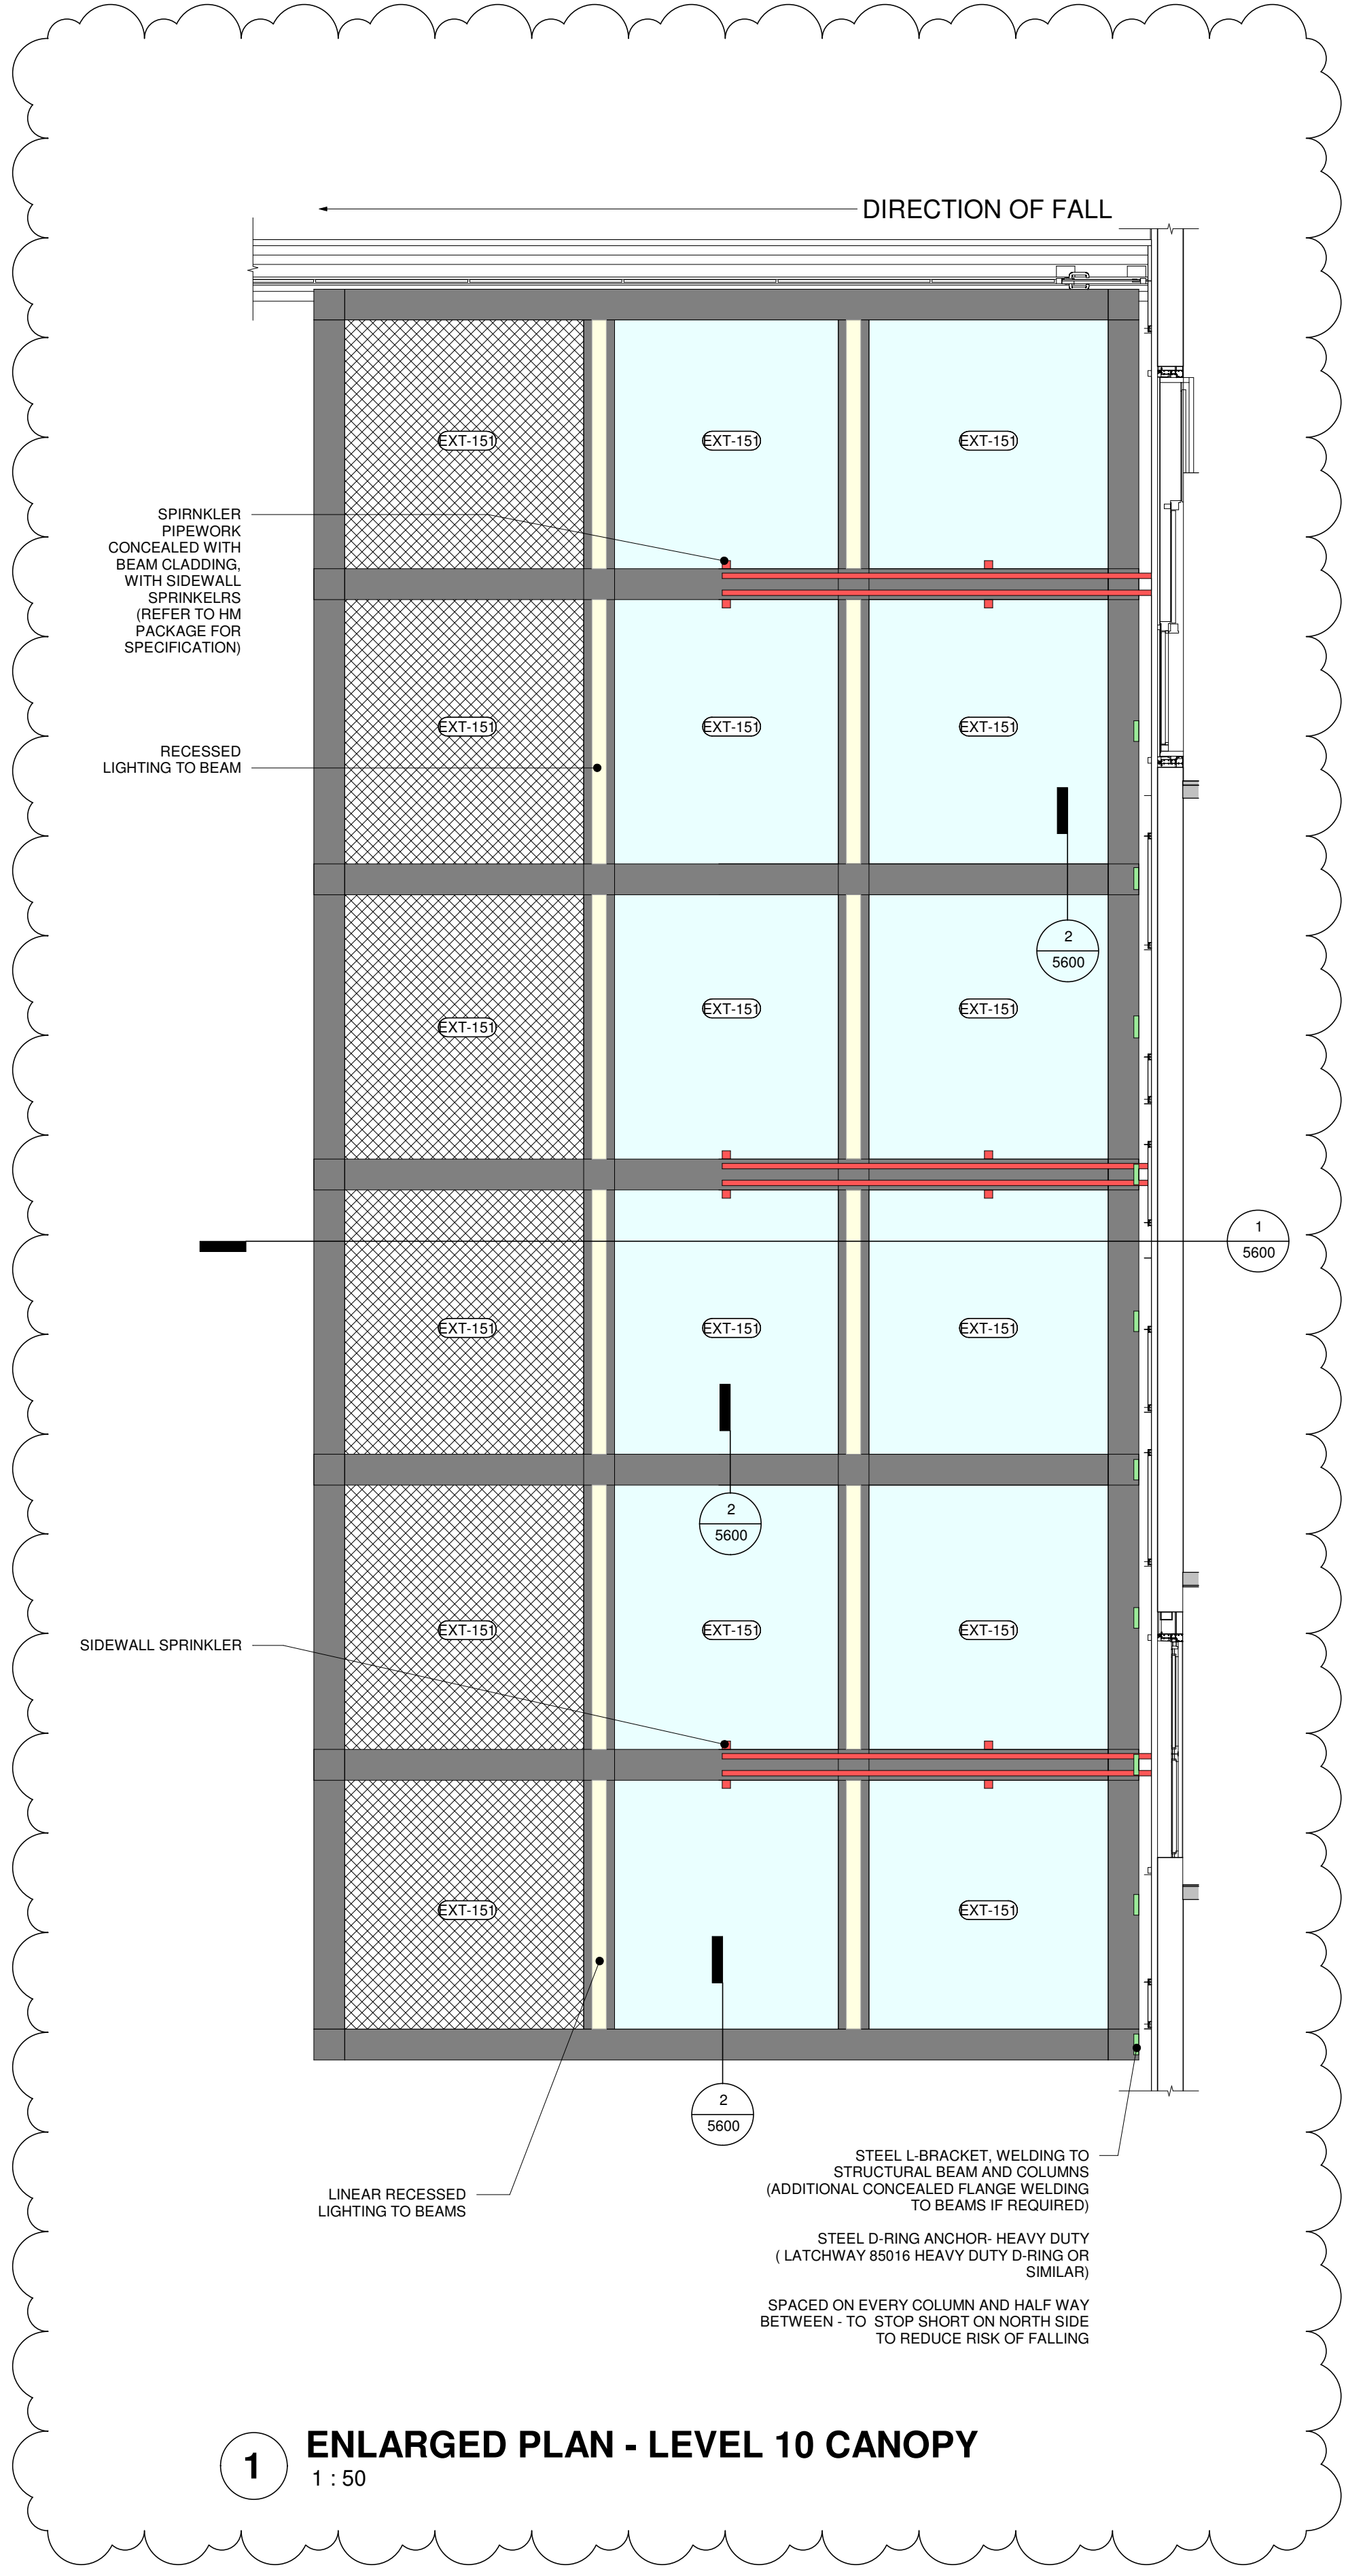 DIRECTION OF FALL
EXT-151
EXT-151
EXT-151
SPIRNKLER
PIPEWORK
CONCEALED WITH
BEAM CLADDING,
WITH SIDEWALL
SPRINKELRS
(REFER TO HM
PACKAGE FOR
SPECIFICATION)
EXT-151
EXT-151
EXT-151
RECESSED
LIGHTING TO BEAM
2
5600
EXT-151
EXT-151
EXT-151
1
5600
EXT-151
EXT-151
EXT-151
2
5600
EXT-151
EXT-151
EXT-151
SIDEWALL SPRINKLER
EXT-151
EXT-151
2
5600
LINEAR RECESSED
LIGHTING TO BEAMS
STEEL L-BRACKET, WELDING TO
STRUCTURAL BEAM AND COLUMNS
(ADDITIONAL CONCEALED FLANGE WELDING
TO BEAMS IF REQUIRED)
STEEL D-RING ANCHOR- HEAVY DUTY
( LATCHWAY 85016 HEAVY DUTY D-RING OR
SIMILAR)
SPACED ON EVERY COLUMN AND HALF WAY
BETWEEN - TO STOP SHORT ON NORTH SIDE
TO REDUCE RISK OF FALLING
1
ENLARGED PLAN - LEVEL 10 CANOPY
1 : 50